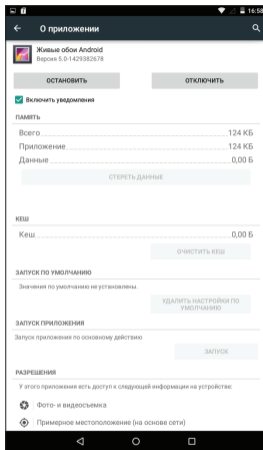 16:58
О приложении
Живые обои Android
Версия 5.0-1429382678
ОСТАНОВИТЬ
ОТКЛЮЧИТЬ
Включить уведомления
ПАМЯТЬ
Всего 124 КБ
Приложение 124 КБ
Данные 0,00 Б
СТЕРЕТЬ ДАННЫЕ
КЕШ
Кеш 0,00 Б
ОЧИСТИТЬ КЕШ
ЗАПУСК ПО УМОЛЧАНИЮ
Значения по умолчанию не установлены.
УДАЛИТЬ НАСТРОЙКИ ПО
УМОЛЧАНИЮ
ЗАПУСК ПРИЛОЖЕНИЯ
Запуск приложения по основному действию
ЗАПУСК
РАЗРЕШЕНИЯ
У этого приложения есть доступ к следующей информации на устройстве:
Фото- и видеосъемка
Примерное местоположение (на основе сети)